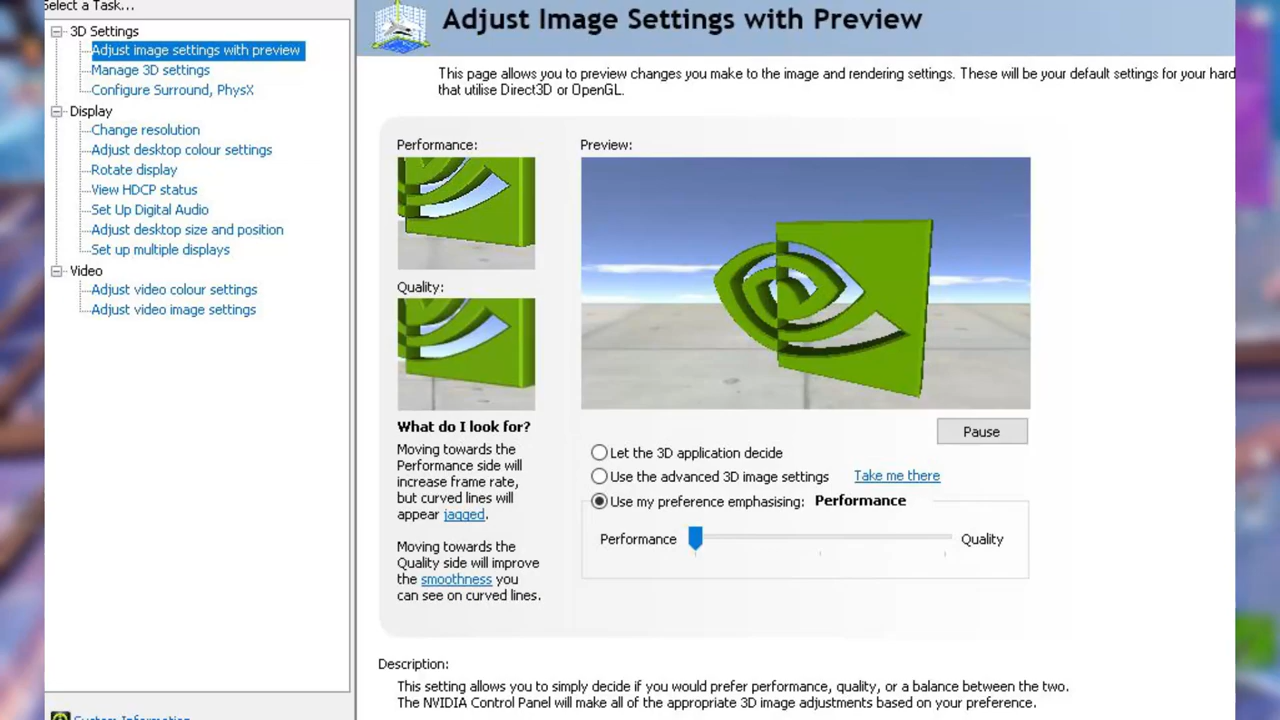 Select a Task...
3D Settings
Adjust image settings with preview
Manage 3D settings
Configure Surround, PhysX
Display
Change resolution
Adjust desktop colour settings
Rotate display
View HDCP status
Set Up Digital Audio
Adjust desktop size and position
Set up multiple displays
Video
Adjust video colour settings
Adjust video image settings
System Information
Adjust Image Settings with Preview
This page allows you to preview changes you make to the image and rendering settings. These will be your default settings for your hard
that utilise Direct3D or OpenGL.
Performance:
Quality:
What do I look for?
Moving towards the
Performance side will
increase frame rate,
but curved lines will
appear jagged.
Moving towards the
Quality side will improve
the smoothness you
can see on curved lines.
Preview:
Pause
Let the 3D application decide
Use the advanced 3D image settings Take me there
Use my preference emphasising: Performance
Performance Quality
Description:
This setting allows you to simply decide if you would prefer performance, quality, or a balance between the two.
The NVIDIA Control Panel will make all of the appropriate 3D image adjustments based on your preference.